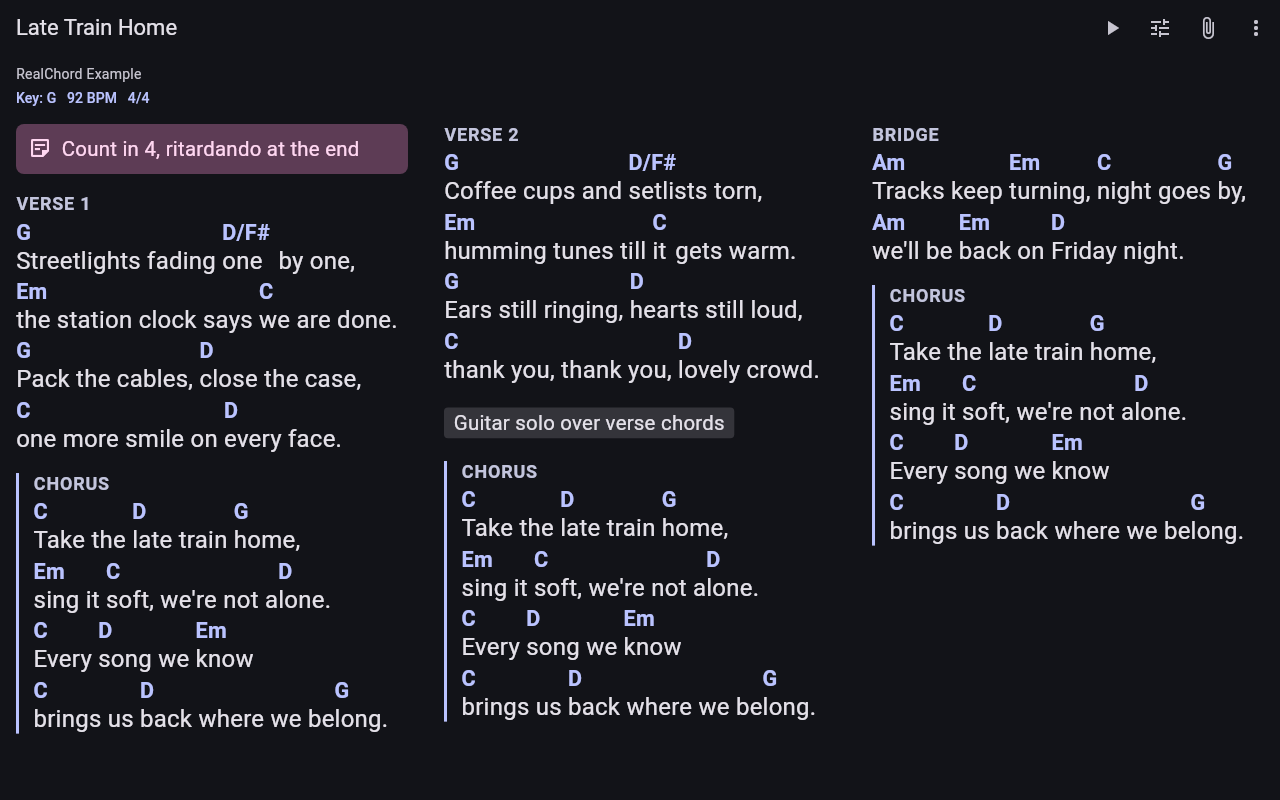 Late Train Home
RealChord Example
Key: G 92 BPM 4/4
Count in 4, ritardando at the end
VERSE 1
G D/F#
Streetlights fading one by one,
Em C
the station clock says we are done.
G D
Pack the cables, close the case,
C D
one more smile on every face.
CHORUS
C D G
Take the late train home,
Em C D
sing it soft, we're not alone.
C D Em
Every song we know
C D G
brings us back where we belong.
VERSE 2
G D/F#
Coffee cups and setlists torn,
Em C
humming tunes till it gets warm.
G D
Ears still ringing, hearts still loud,
C D
thank you, thank you, lovely crowd.
Guitar solo over verse chords
CHORUS
C D G
Take the late train home,
Em C D
sing it soft, we're not alone.
C D Em
Every song we know
C D G
brings us back where we belong.
BRIDGE
Am Em C G
Tracks keep turning, night goes by,
Am Em D
we'll be back on Friday night.
CHORUS
C D G
Take the late train home,
Em C D
sing it soft, we're not alone.
C D Em
Every song we know
C D G
brings us back where we belong.